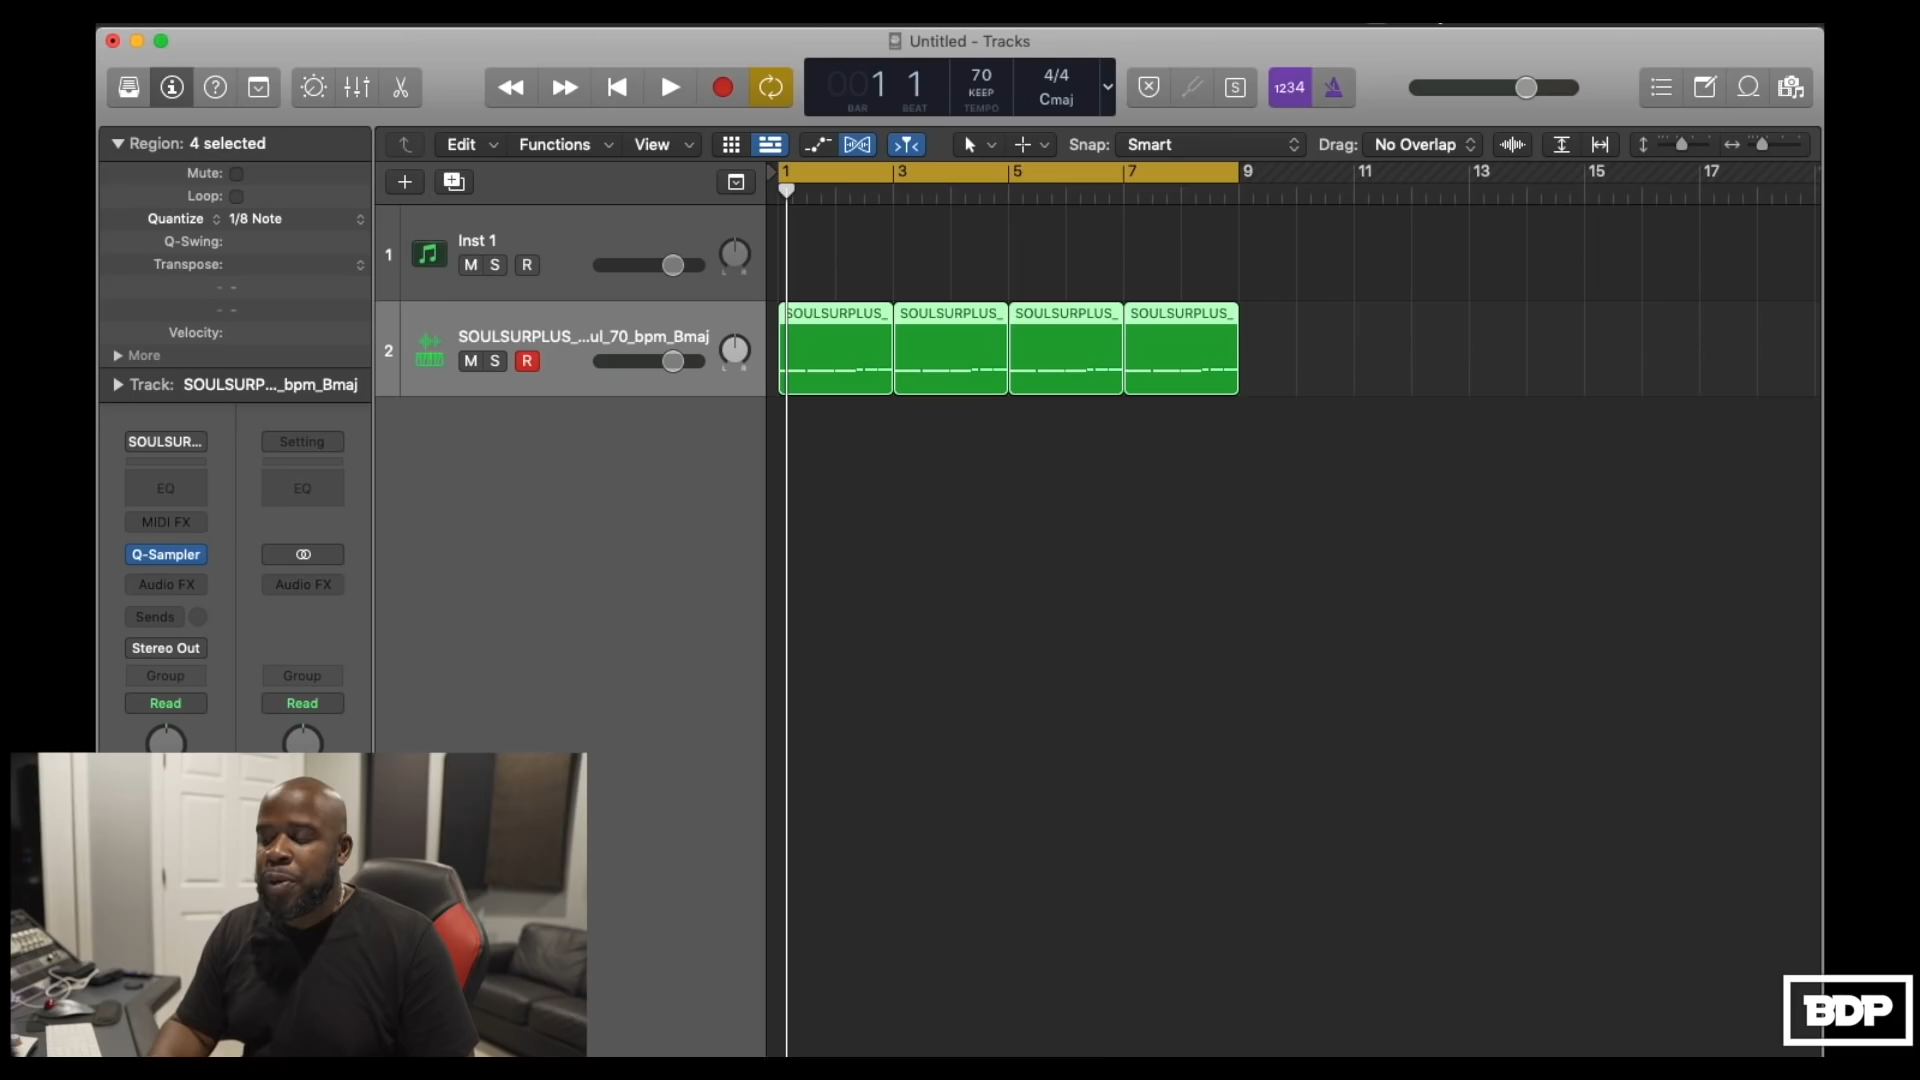 Untitled - Tracks
001 1
BAR BEAT
70
KEEP
TEMPO
4/4
Cmaj
S
1234
Region: 4 selected
Mute:
Loop:
Quantize 1/8 Note
Q-Swing:
Transpose:
Velocity:
More
Track: SOULSURP..._bpm_Bmaj
Edit Functions View
Snap: Smart
Drag: No Overlap
1 3 5 7 9 11 13 15 17
1
Inst 1
M S R
L R
2
SOULSURPLUS_...ul_70_bpm_Bmaj
M S R
L R
SOULSURPLUS_ SOULSURPLUS_ SOULSURPLUS_ SOULSURPLUS_
SOULSUR... Setting
EQ EQ
MIDI FX
Q-Sampler
Audio FX Audio FX
Sends
Stereo Out
Group Group
Read Read
BDP